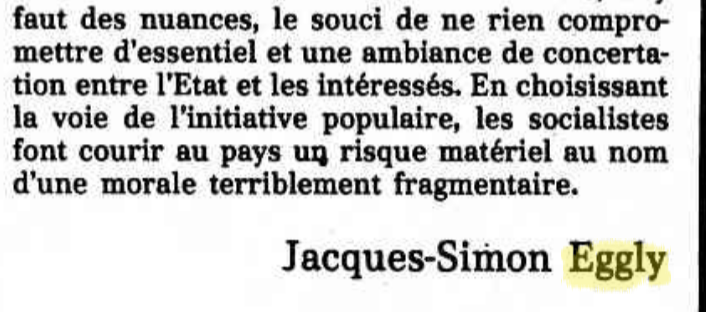 faut des nuances, le souci de ne rien compro-
mettre d'essentiel et une ambiance de concerta-
tion entre l'Etat et les intéressés. En choisissant
la voie de l'initiative populaire, les socialistes
font courir au pays un risque matériel au nom
d'une morale terriblement fragmentaire.
Jacques-Simon Eggly